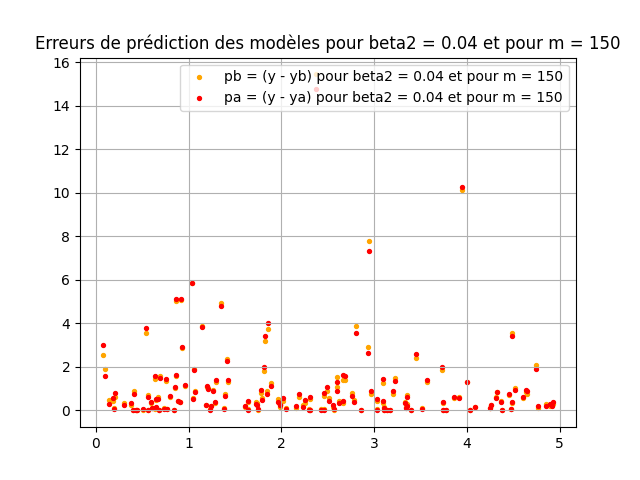 Erreurs de prédiction des modèles pour beta2 = 0.04 et pour m = 150
pb = (y - yb) pour beta2 = 0.04 et pour m = 150
pa = (y - ya) pour beta2 = 0.04 et pour m = 150
16
14
12
10
8
6
4
2
0
0 1 2 3 4 5